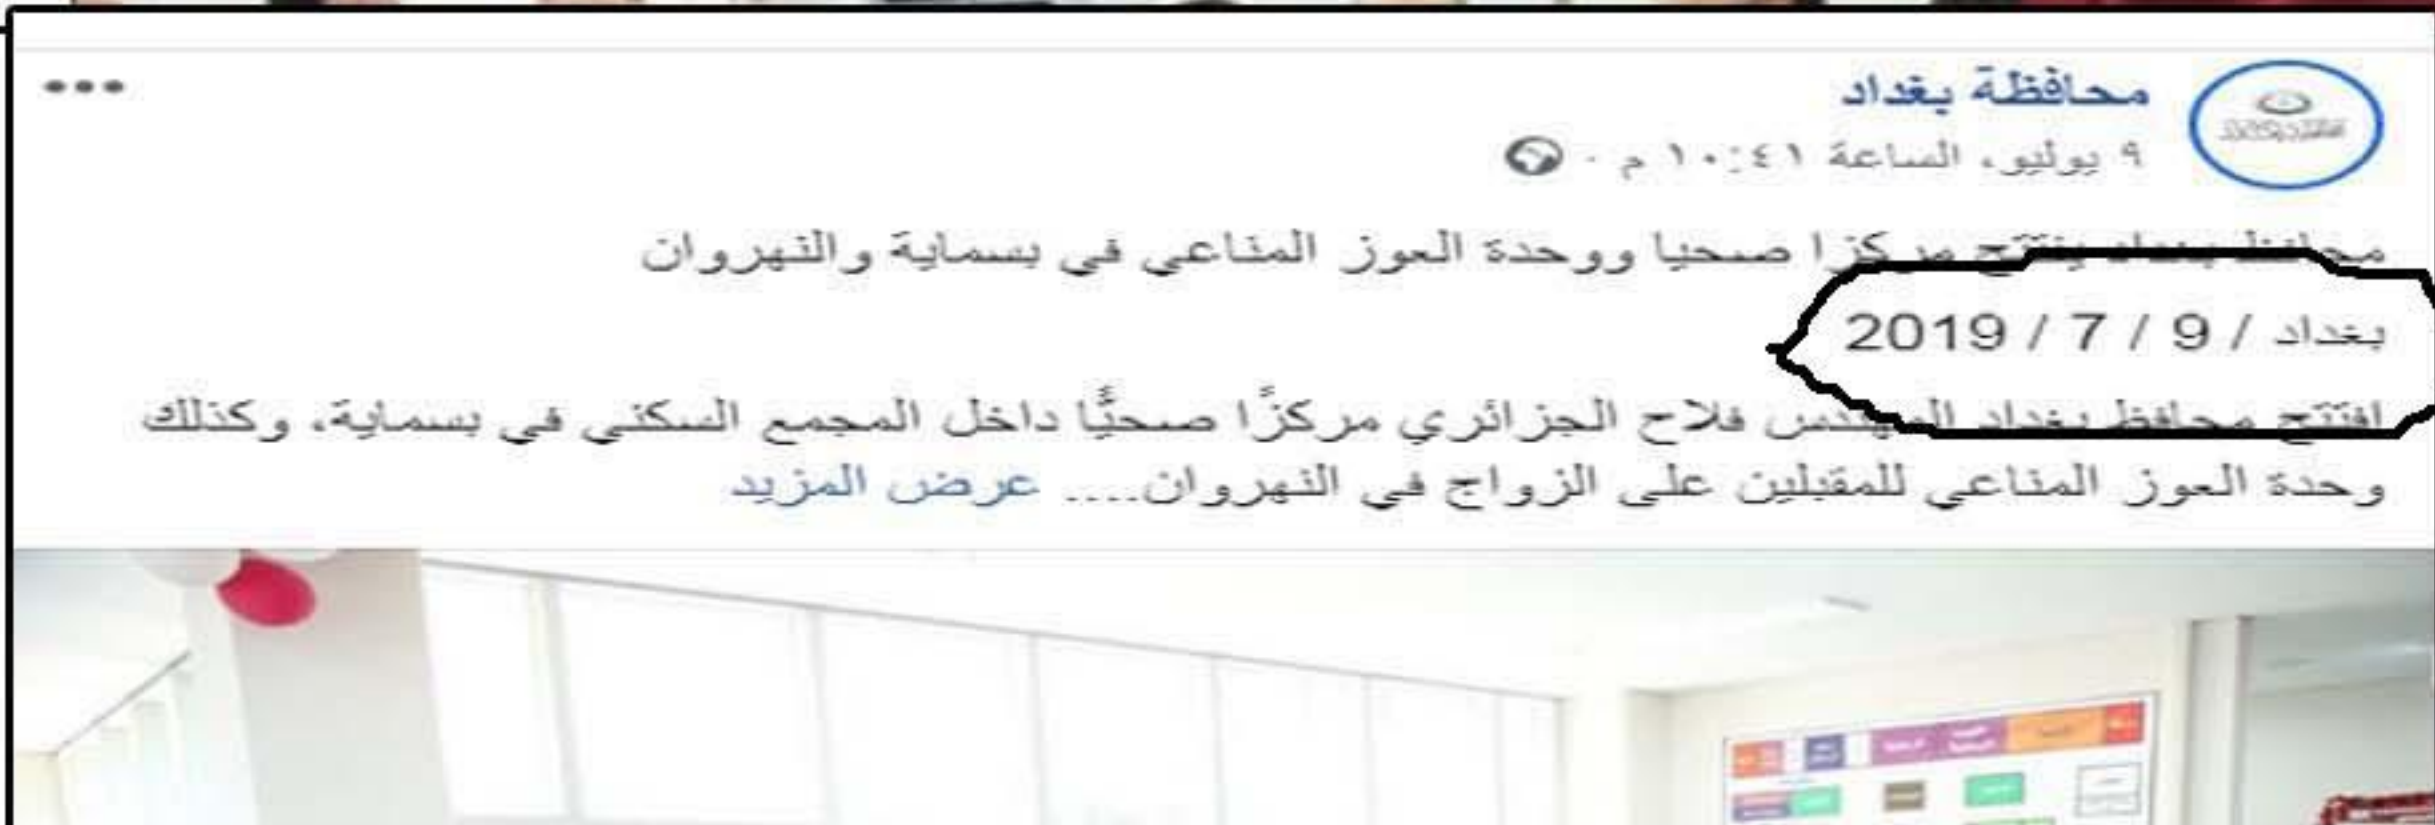 محافظة بغداد
٩ يوليو، الساعة ١٠:٤١ م ·
محافظ بغداد يفتتح مركزا صحيا ووحدة العوز المناعي في بسماية والنهروان
بغداد / 9 / 7 / 2019
افتتح محافظ بغداد المهندس فلاح الجزائري مركزًا صحيًّا داخل المجمع السكني في بسماية، وكذلك
وحدة العوز المناعي للمقبلين على الزواج في النهروان.... عرض المزيد